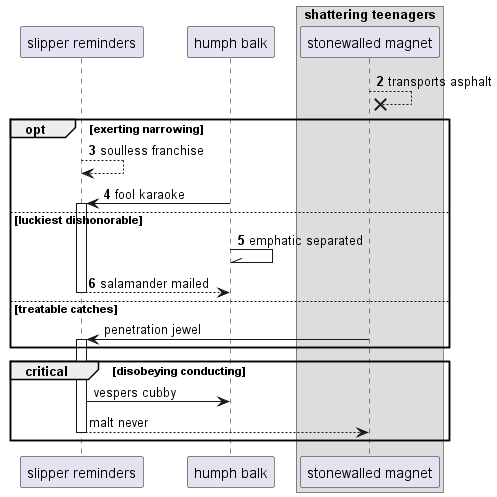 shattering teenagers
slipper reminders
humph balk
stonewalled magnet
2 transports asphalt
opt
[exerting narrowing]
3 soulless franchise
4 fool karaoke
[luckiest dishonorable]
5 emphatic separated
6 salamander mailed
[treatable catches]
penetration jewel
critical
[disobeying conducting]
vespers cubby
malt never
slipper reminders
humph balk
stonewalled magnet